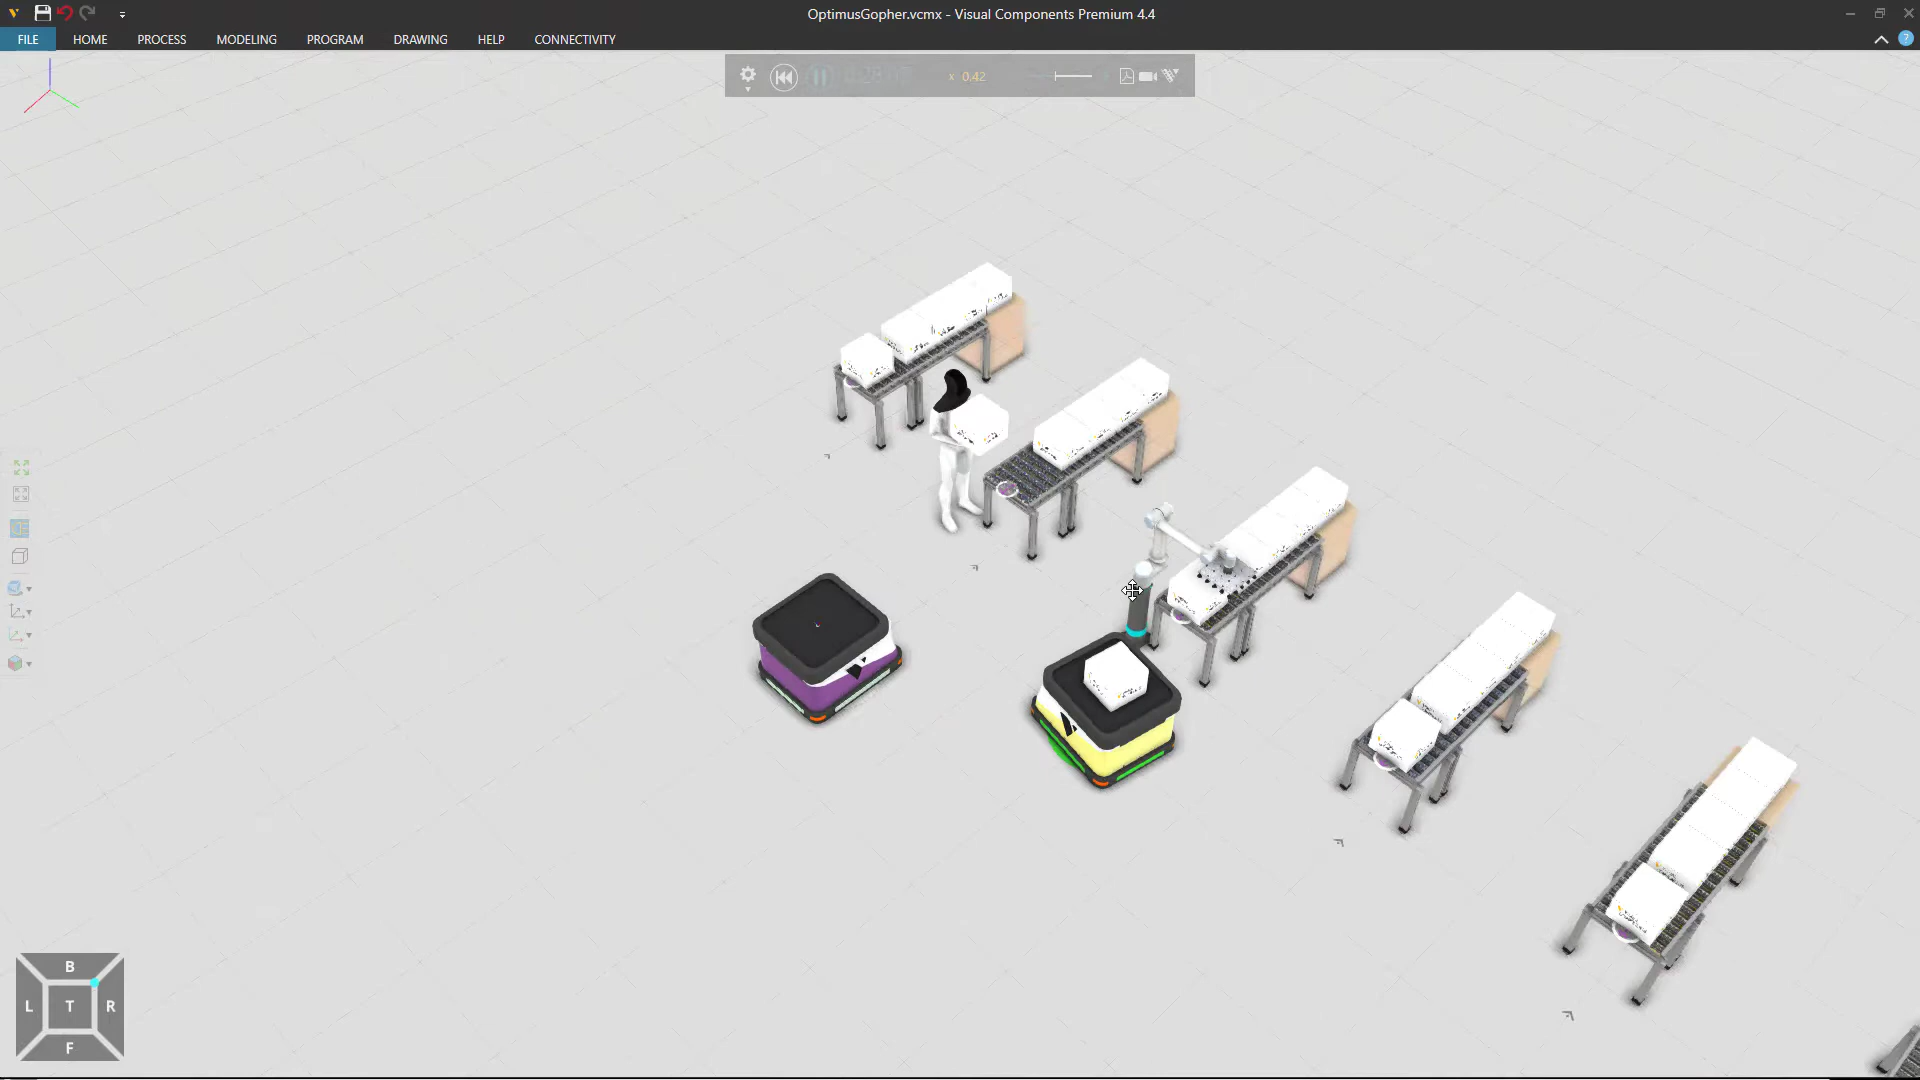 OptimusGopher.vcmx - Visual Components Premium 4.4
FILE HOME PROCESS MODELING PROGRAM DRAWING HELP CONNECTIVITY
x 0.42
B
L T R
F